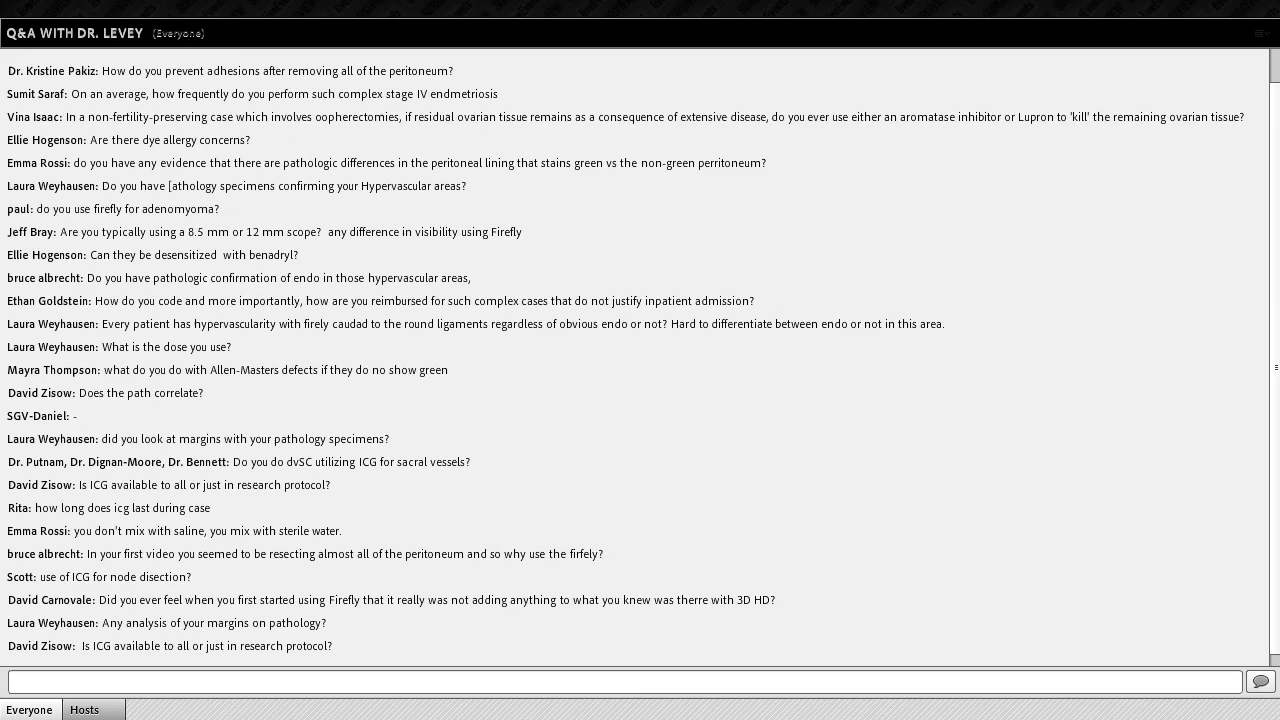 Q&A WITH DR. LEVEY (Everyone)
Dr. Kristine Pakiz: How do you prevent adhesions after removing all of the peritoneum?
Sumit Saraf: On an average, how frequently do you perform such complex stage IV endmetriosis
Vina Isaac: In a non-fertility-preserving case which involves oopherectomies, if residual ovarian tissue remains as a consequence of extensive disease, do you ever use either an aromatase inhibitor or Lupron to 'kill' the remaining ovarian tissue?
Ellie Hogenson: Are there dye allergy concerns?
Emma Rossi: do you have any evidence that there are pathologic differences in the peritoneal lining that stains green vs the non-green perritoneum?
Laura Weyhausen: Do you have [athology specimens confirming your Hypervascular areas?
paul: do you use firefly for adenomyoma?
Jeff Bray: Are you typically using a 8.5 mm or 12 mm scope?  any difference in visibility using Firefly
Ellie Hogenson: Can they be desensitized  with benadryl?
bruce albrecht: Do you have pathologic confirmation of endo in those hypervascular areas,
Ethan Goldstein: How do you code and more importantly, how are you reimbursed for such complex cases that do not justify inpatient admission?
Laura Weyhausen: Every patient has hypervascularity with firely caudad to the round ligaments regardless of obvious endo or not? Hard to differentiate between endo or not in this area.
Laura Weyhausen: What is the dose you use?
Mayra Thompson: what do you do with Allen-Masters defects if they do no show green
David Zisow: Does the path correlate?
SGV-Daniel: -
Laura Weyhausen: did you look at margins with your pathology specimens?
Dr. Putnam, Dr. Dignan-Moore, Dr. Bennett: Do you do dvSC utilizing ICG for sacral vessels?
David Zisow: Is ICG available to all or just in research protocol?
Rita: how long does icg last during case
Emma Rossi: you don't mix with saline, you mix with sterile water.
bruce albrecht: In your first video you seemed to be resecting almost all of the peritoneum and so why use the firfely?
Scott: use of ICG for node disection?
David Carnovale: Did you ever feel when you first started using Firefly that it really was not adding anything to what you knew was therre with 3D HD?
Laura Weyhausen: Any analysis of your margins on pathology?
David Zisow:  Is ICG available to all or just in research protocol?
Everyone Hosts